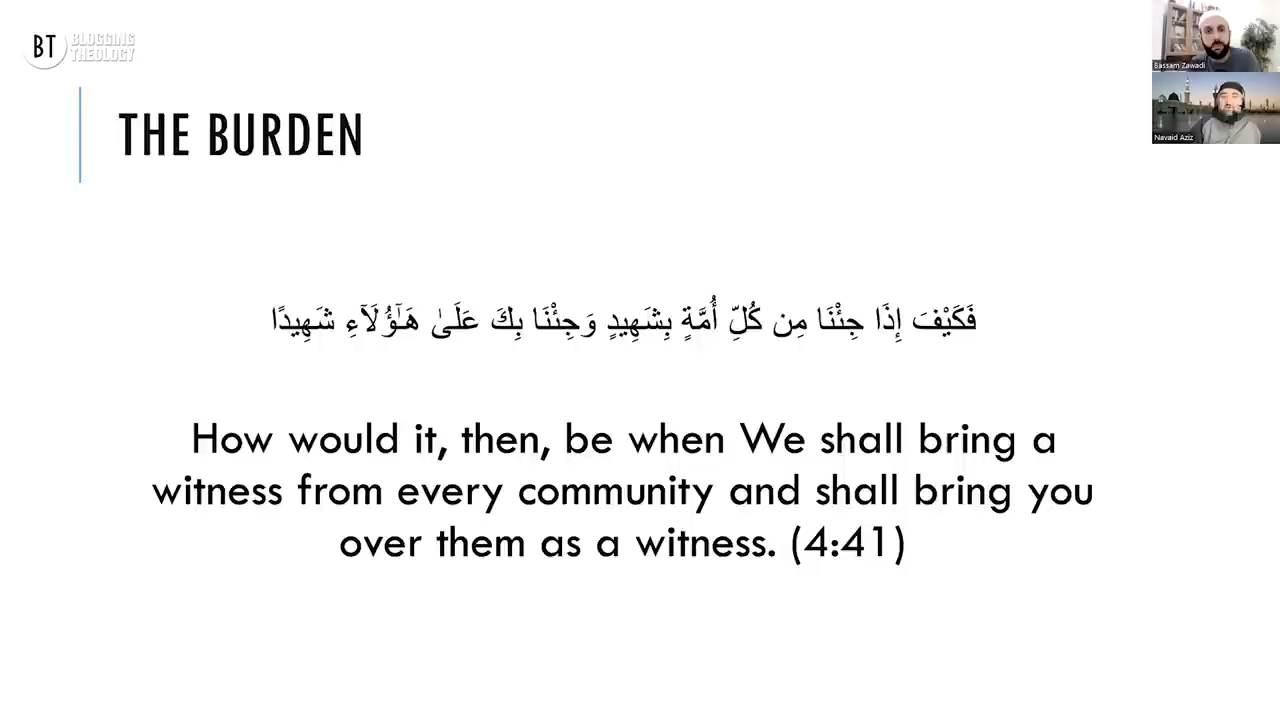 BT BLOGGING
THEOLOGY
Bassam Zawadi
Navaid Aziz
THE BURDEN
فَكَيْفَ إِذَا جِئْنَا مِن كُلِّ أُمَّةٍ بِشَهِيدٍ وَجِئْنَا بِكَ عَلَىٰ هَـٰٓؤُلَآءِ شَهِيدًا
How would it, then, be when We shall bring a
witness from every community and shall bring you
over them as a witness. (4:41)